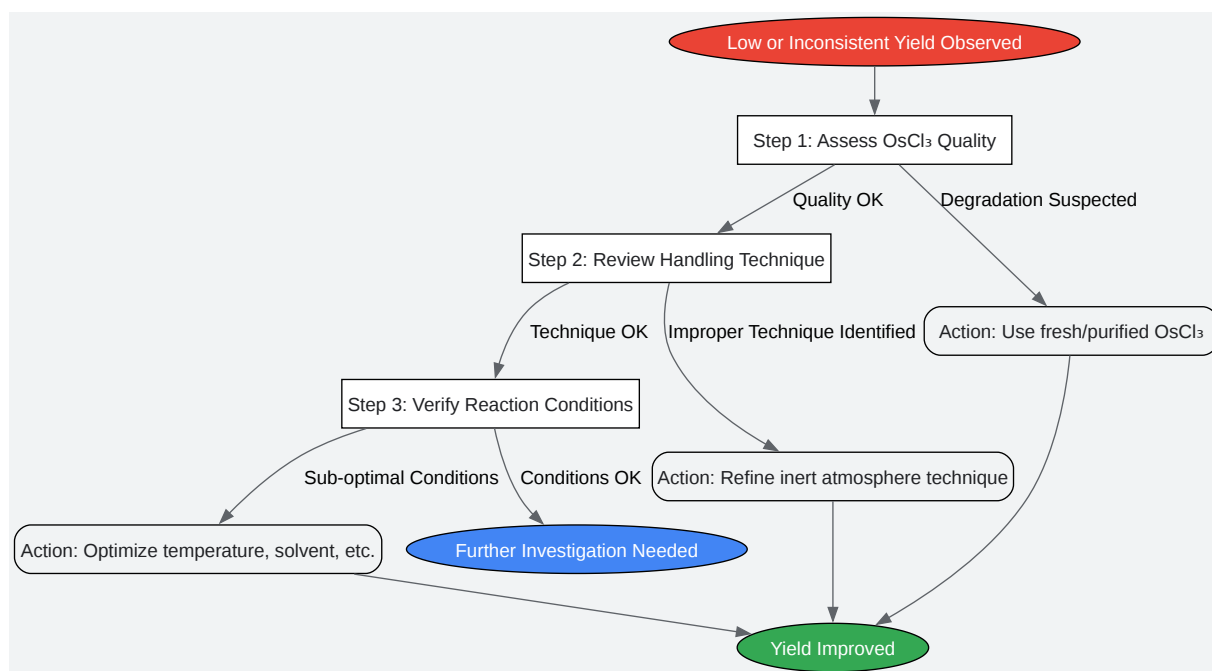 Low or Inconsistent Yield Observed
Step 1: Assess OsCl₃ Quality
Quality OK
Degradation Suspected
Step 2: Review Handling Technique
Action: Use fresh/purified OsCl₃
Technique OK
Improper Technique Identified
Step 3: Verify Reaction Conditions
Sub-optimal Conditions
Conditions OK
Action: Refine inert atmosphere technique
Action: Optimize temperature, solvent, etc.
Further Investigation Needed
Yield Improved